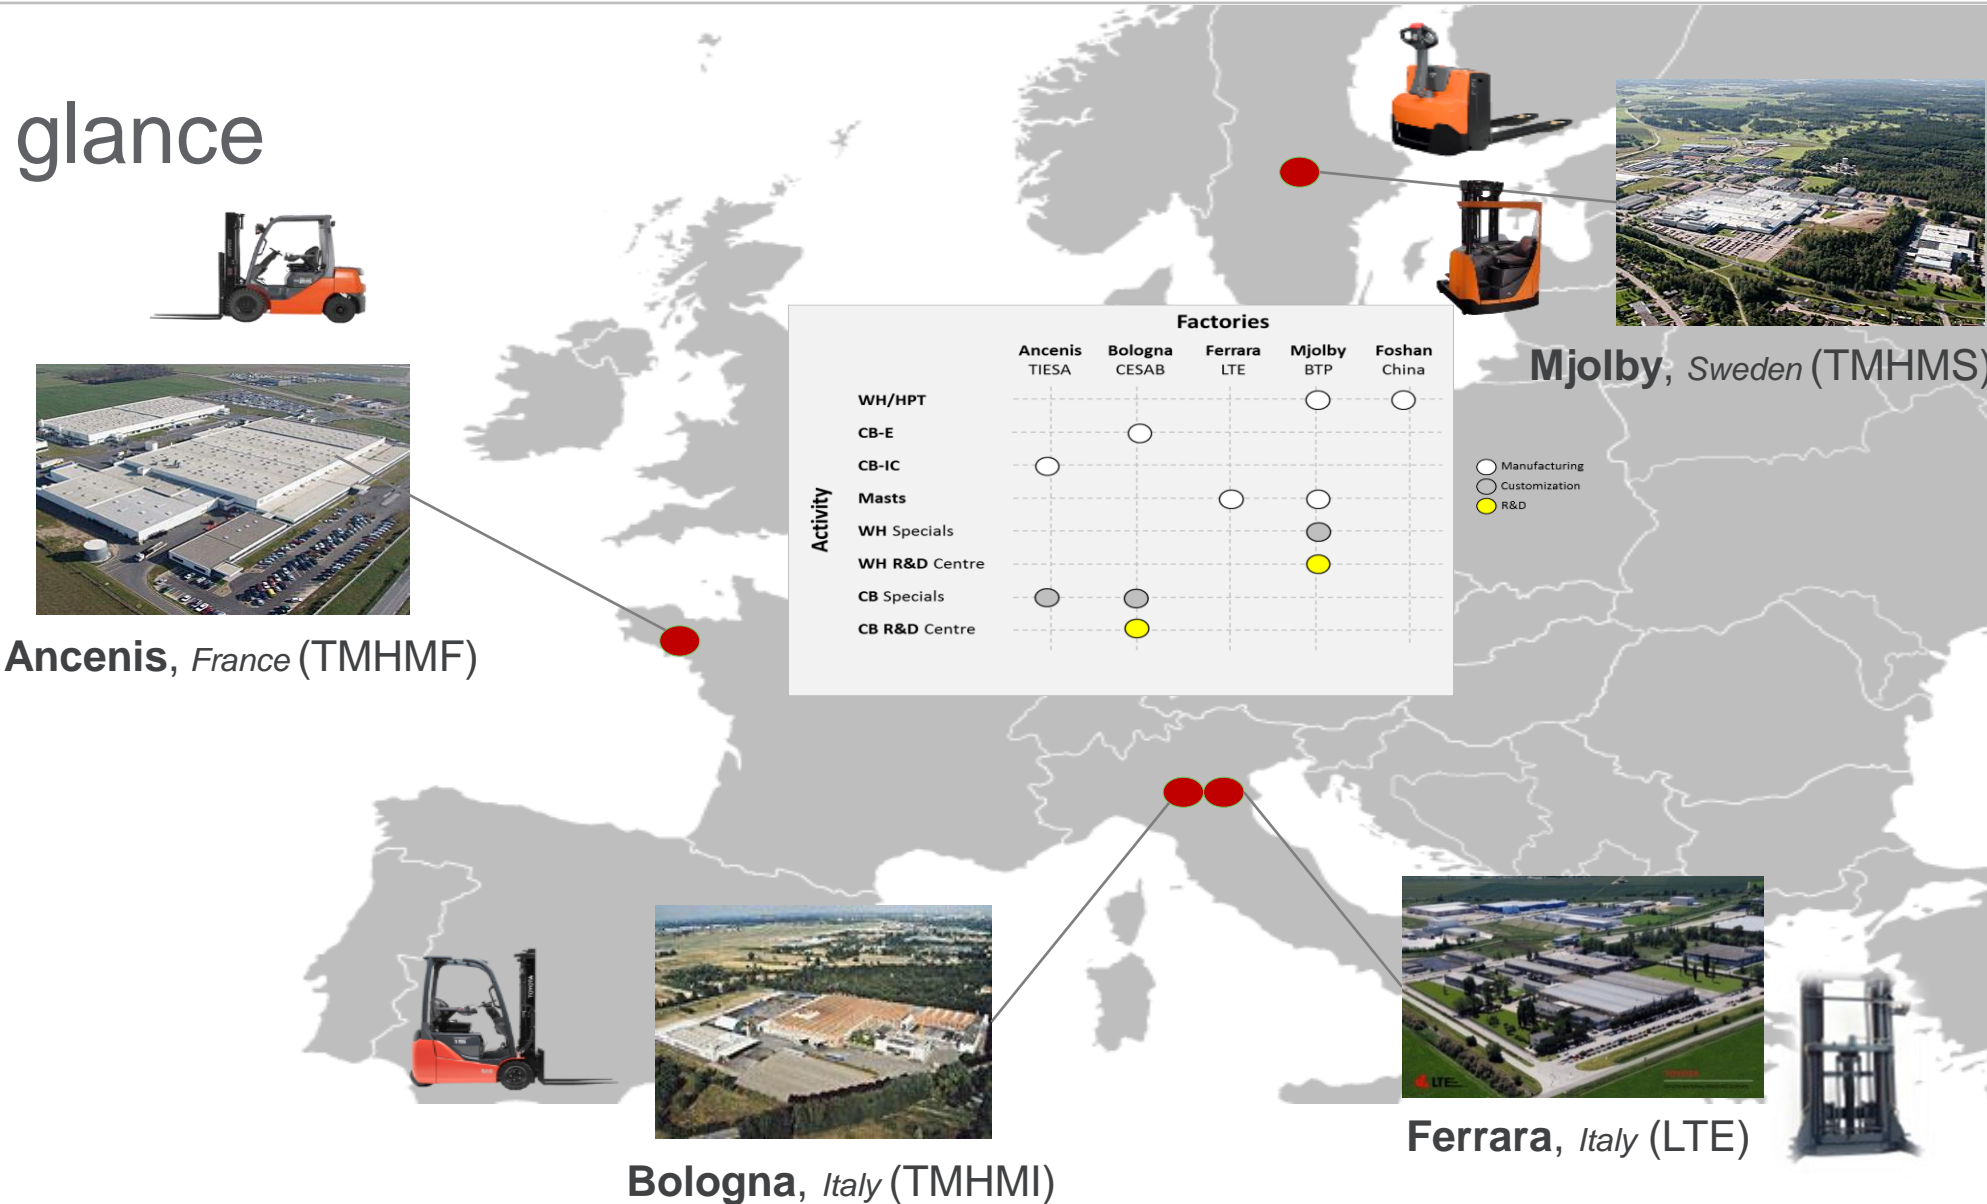 glance
Mjolby, Sweden (TMHMS)
Ancenis, France (TMHMF)
Factories
Ancenis Bologna Ferrara Mjolby Foshan
TIESA CESAB LTE BTP China
Activity
WH/HPT
CB-E
CB-IC
Masts
WH Specials
WH R&D Centre
CB Specials
CB R&D Centre
Manufacturing
Customization
R&D
LTE
TOYOTA
Ferrara, Italy (LTE)
Bologna, Italy (TMHMI)